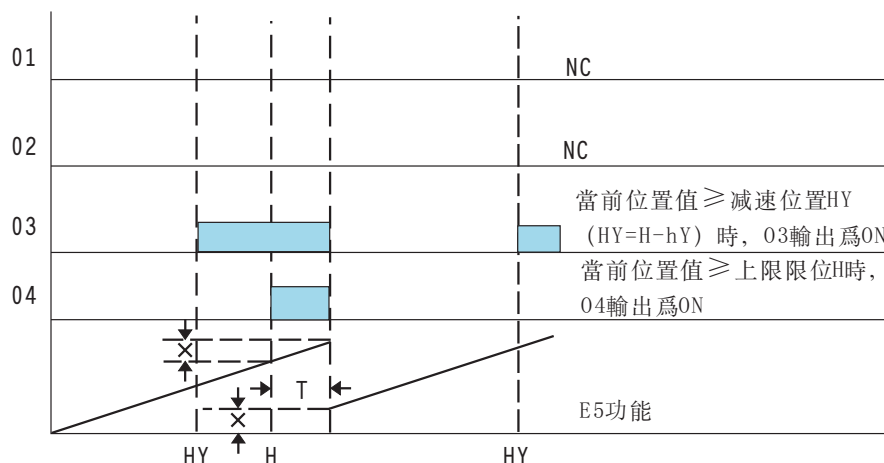 01
NC
02
NC
03
當前位置值≥减速位置HY
(HY=H-hY) 時, 03輸出爲ON
04
當前位置值≥上限限位H時,
04輸出爲ON
×
T
×
E5功能
HY H HY